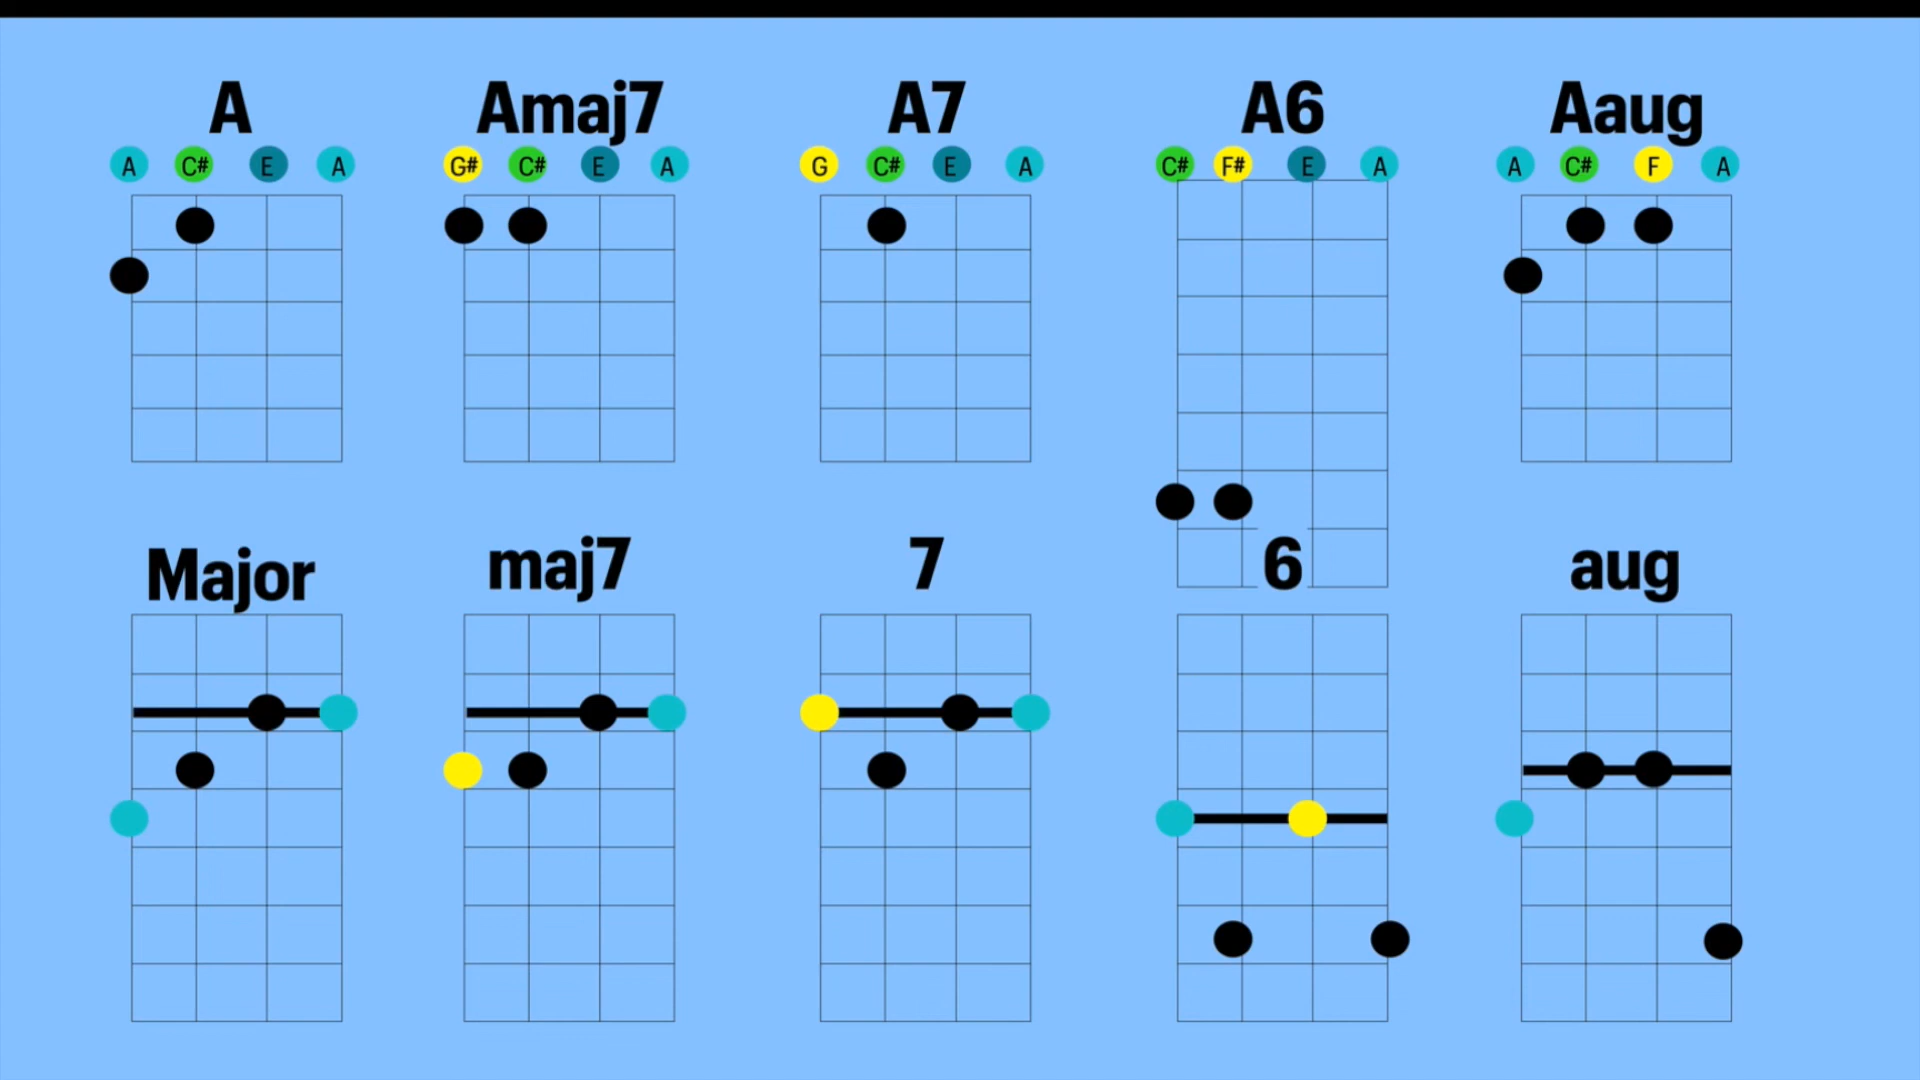 A Amaj7 A7 A6 Aaug
A C# E A G# C# E A G C# E A C# F# E A A C# F A
Major maj7 7 6 aug